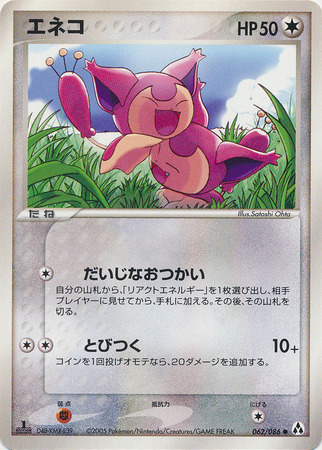 エネコ HP50
たね
Illus.Satoshi Ohta
だいじなおつかい
自分の山札から、「リアクトエネルギー」を1枚選び出し、相手
プレイヤーに見せてから、手札に加える。その後、その山札を
切る。
とびつく 10+
コインを1回投げオモテなら、20ダメージを追加する。
弱点 抵抗力 にげる
©2005 Pokémon/Nintendo/Creatures/GAME FREAK 062/086